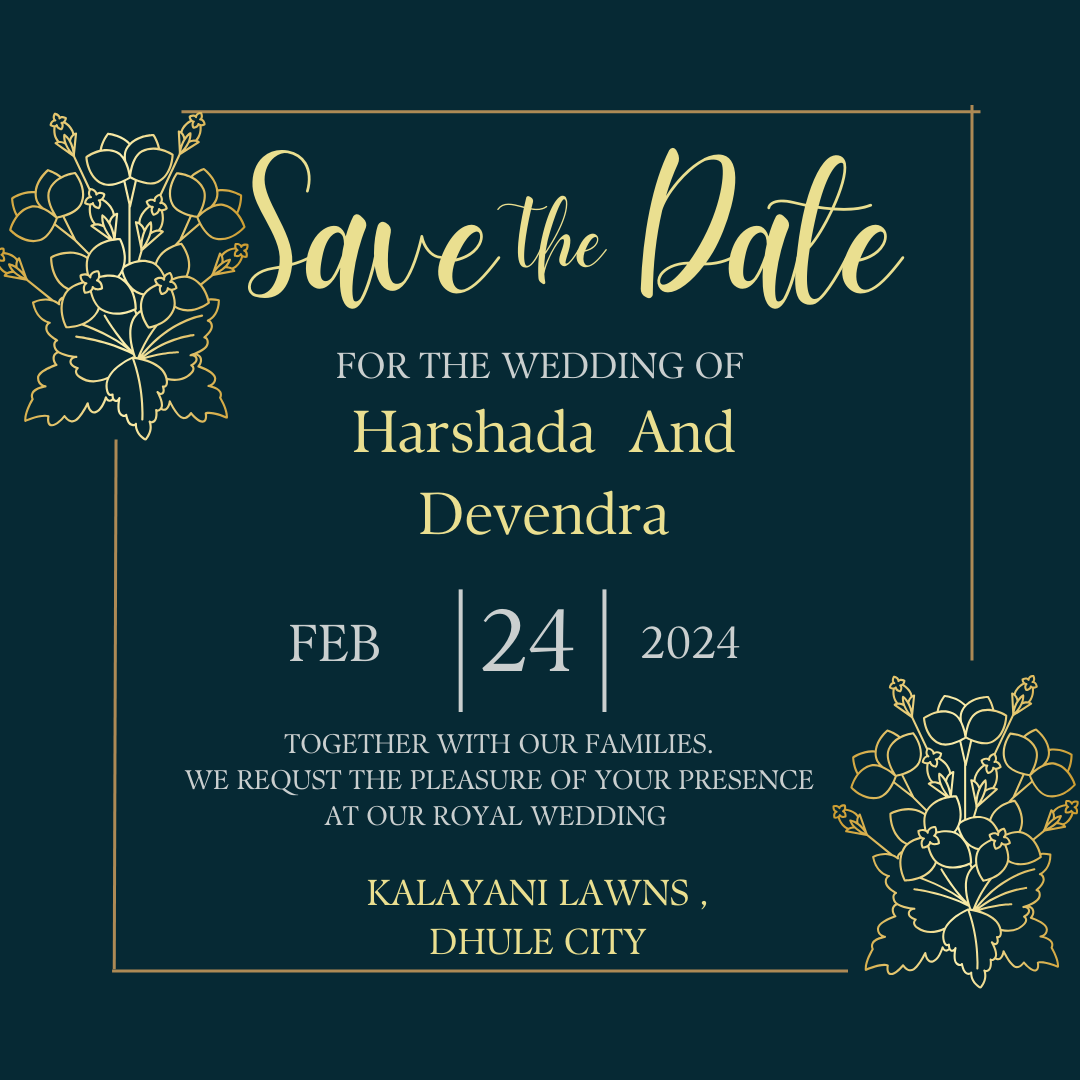 Save the Date
FOR THE WEDDING OF
Harshada And
Devendra
FEB 24 2024
TOGETHER WITH OUR FAMILIES.
WE REQUST THE PLEASURE OF YOUR PRESENCE
AT OUR ROYAL WEDDING
KALAYANI LAWNS ,
DHULE CITY